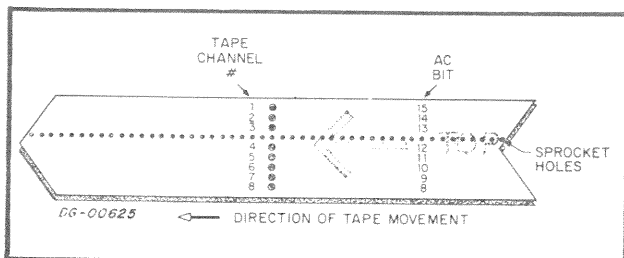 TAPE
CHANNEL
#
AC
BIT
1 15
2 14
3 13
4 12
5 11
6 10
7 9
8 8
TOP
SPROCKET
HOLES
DG-00625
DIRECTION OF TAPE MOVEMENT